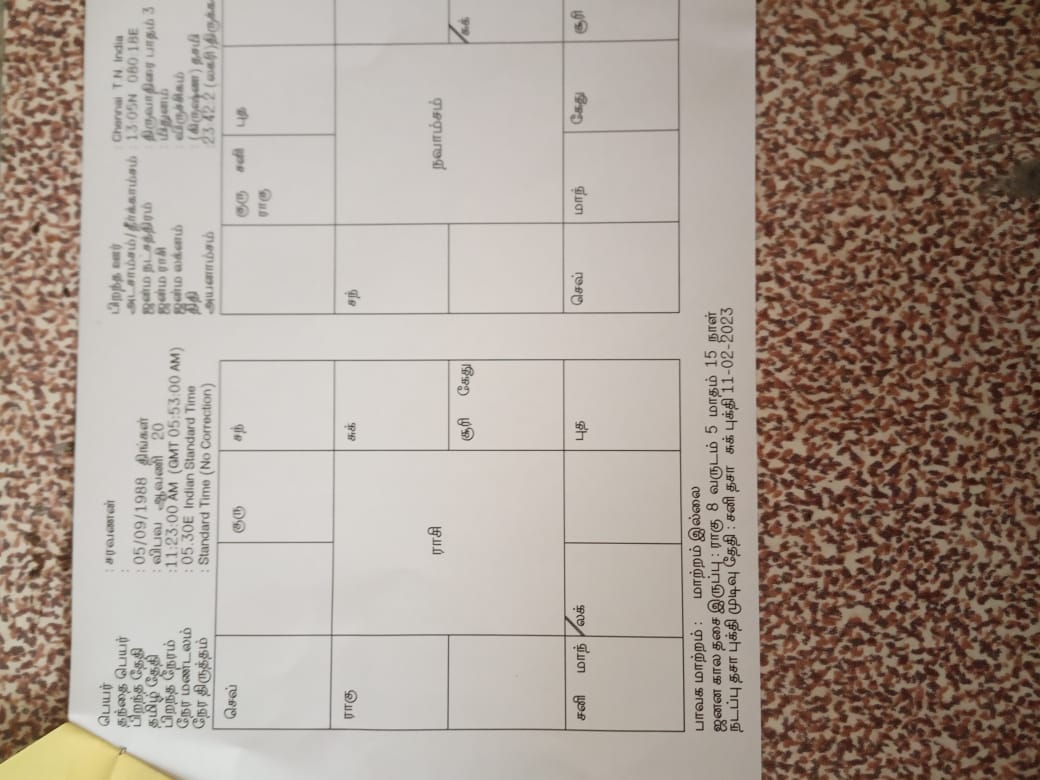 பெயர் : சரவணன்
தந்தை பெயர் :
பிறந்த தேதி : 05/09/1988 திங்கள்
தமிழ் தேதி : விபவ ஆவணி 20
பிறந்த நேரம் : 11:23:00 AM (GMT 05:53:00 AM)
நேர மண்டலம் : 05.30E Indian Standard Time
நேர திருத்தம் : Standard Time (No Correction)
பிறந்த ஊர் : Chennai T.N. India
அட்சாம்சம்/தீர்க்காம்சம் : 13.05N 080.18E
ஜன்ம நட்சத்திரம் : திருவாதிரை பாதம் 3
ஜன்ம ராசி : மிதுனம்
ஜன்ம லக்னம் : விருச்சிகம்
திதி : (கிருஷ்ண) தசமி
அயனாம்சம் 23.42.2 (லகரி)
செவ் குரு சந்
ராகு சுக்
ராசி
சூரி கேது
சனி மாந் லக் புத
குரு சனி புத
ராகு
சந்
நவாம்சம்
சுக்
செவ் மாந் கேது சூரி
பாவக மாற்றம் : மாற்றம் இல்லை
ஜனன கால தசை இருப்பு : ராகு 8 வருடம் 5 மாதம் 15 நாள்
நடப்பு தசா புக்தி முடிவு தேதி : சனி தசா சுக் புக்தி 11-02-2023